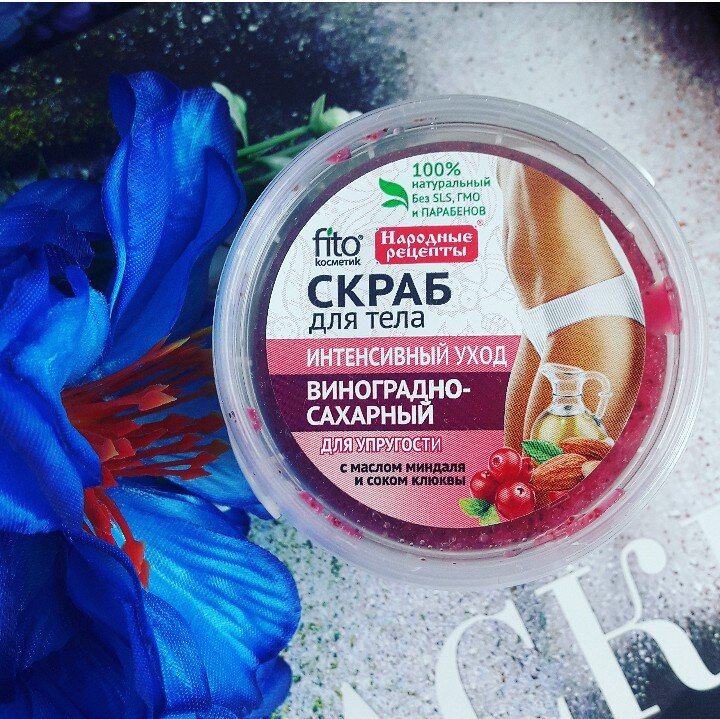 100%
натуральный
Без SLS, ГМО
и ПАРАБЕНОВ
fito®
косметик
Народные
рецепты®
СКРАБ
для тела
ИНТЕНСИВНЫЙ УХОД
ВИНОГРАДНО-
САХАРНЫЙ
ДЛЯ УПРУГОСТИ
с маслом миндаля
и соком клюквы